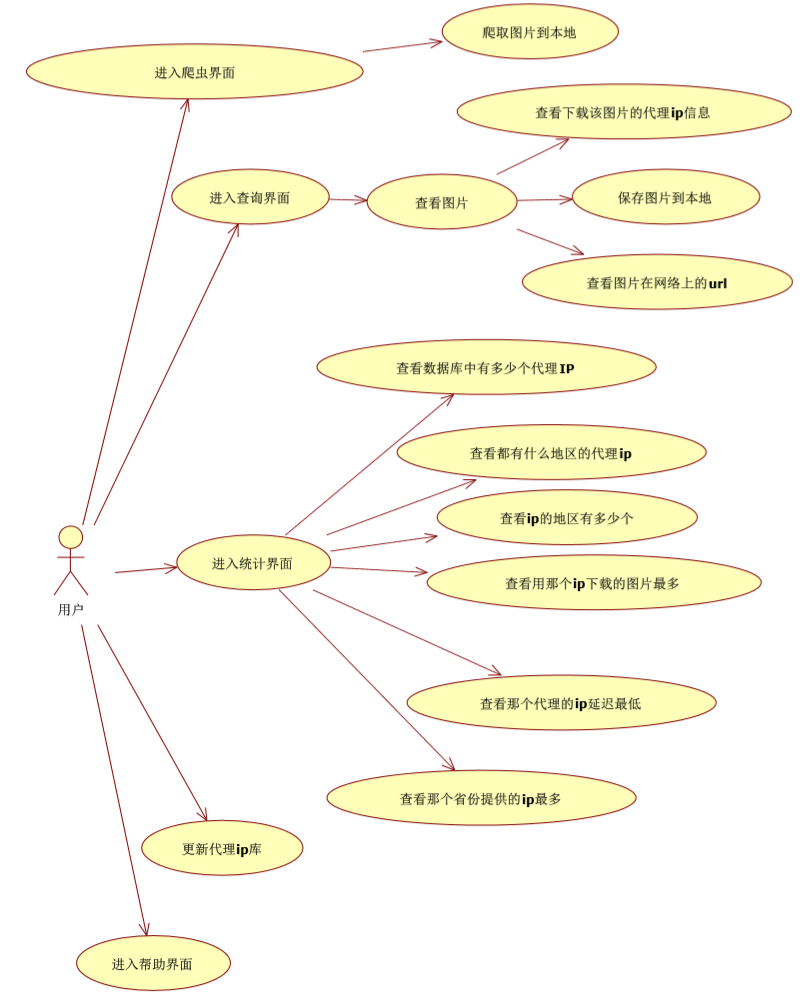 爬取图片到本地
进入爬虫界面
查看下载该图片的代理ip信息
进入查询界面
查看图片
保存图片到本地
查看图片在网络上的url
查看数据库中有多少个代理IP
查看都有什么地区的代理ip
查看ip的地区有多少个
进入统计界面
查看用那个ip下载的图片最多
用户
查看那个代理的ip延迟最低
查看那个省份提供的ip最多
更新代理ip库
进入帮助界面